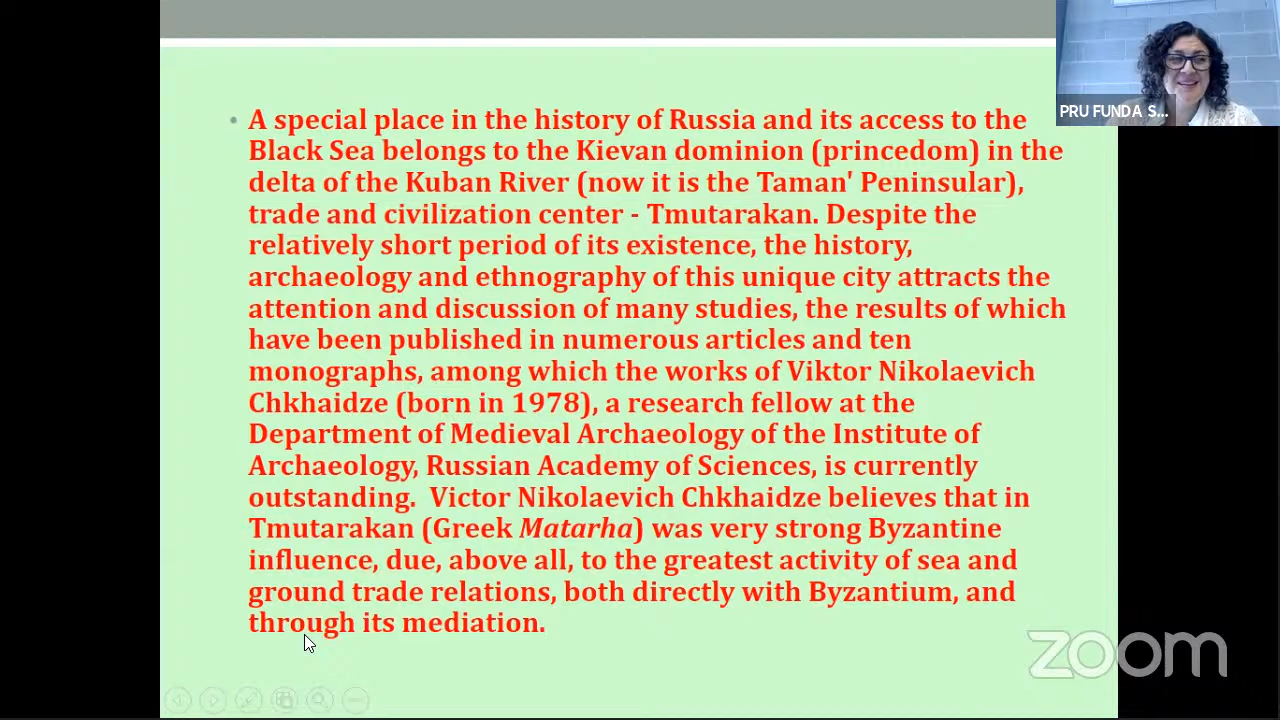 A special place in the history of Russia and its access to the
Black Sea belongs to the Kievan dominion (princedom) in the
delta of the Kuban River (now it is the Taman' Peninsular),
trade and civilization center - Tmutarakan. Despite the
relatively short period of its existence, the history,
archaeology and ethnography of this unique city attracts the
attention and discussion of many studies, the results of which
have been published in numerous articles and ten
monographs, among which the works of Viktor Nikolaevich
Chkhaidze (born in 1978), a research fellow at the
Department of Medieval Archaeology of the Institute of
Archaeology, Russian Academy of Sciences, is currently
outstanding.  Victor Nikolaevich Chkhaidze believes that in
Tmutarakan (Greek Matarha) was very strong Byzantine
influence, due, above all, to the greatest activity of sea and
ground trade relations, both directly with Byzantium, and
through its mediation.
PRU FUNDA S...
zoom